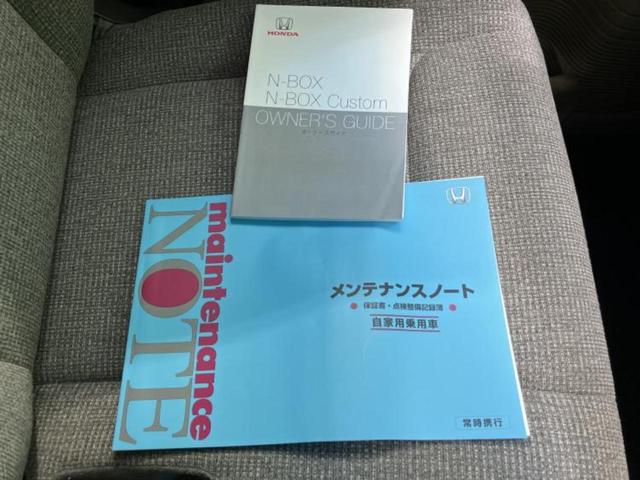 HONDA
N-BOX
N-BOX Custom
OWNER'S GUIDE
オーナーズガイド
maintenance
NOTE
メンテナンスノート
保証書・点検整備記録簿
自家用乗用車
常時携行